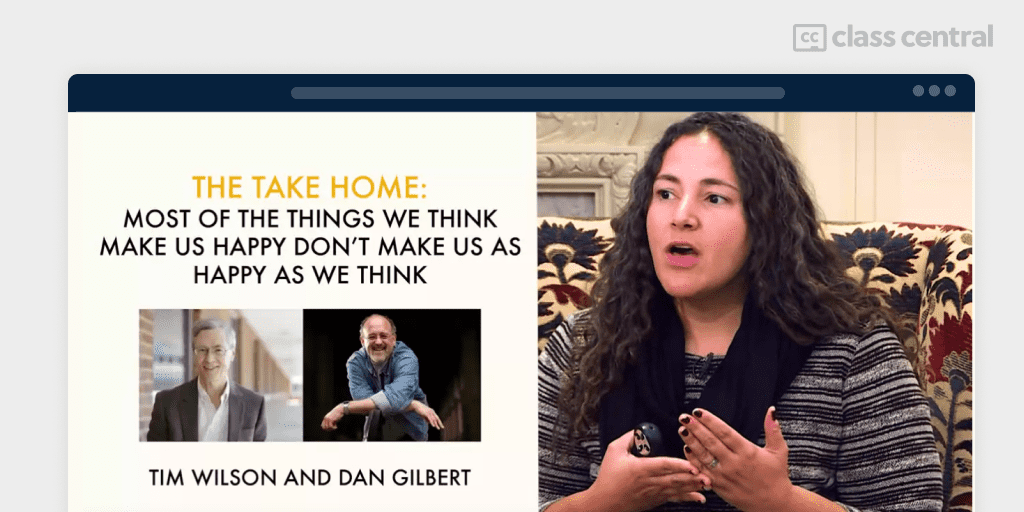 cc class central
THE TAKE HOME:
MOST OF THE THINGS WE THINK
MAKE US HAPPY DON'T MAKE US AS
HAPPY AS WE THINK
TIM WILSON AND DAN GILBERT